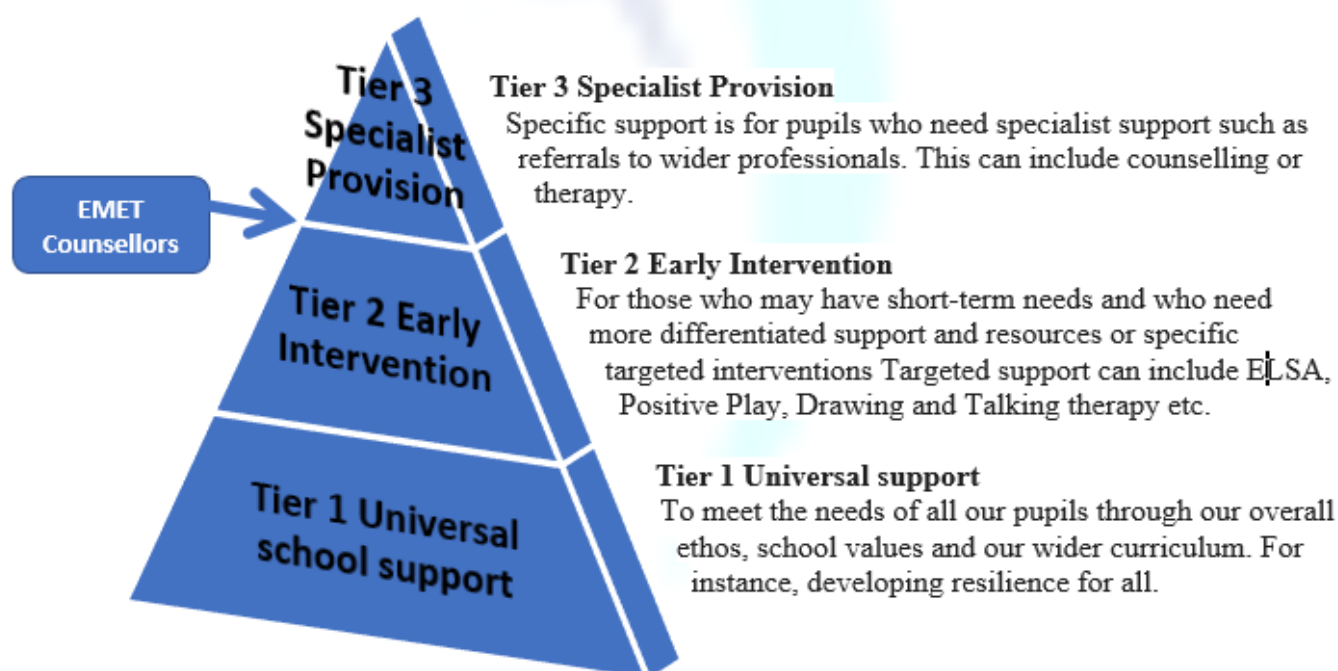 Tier 3
Specialist
Provision
EMET
Counsellors
Tier 2 Early
Intervention
Tier 1 Universal
school support
Tier 3 Specialist Provision
Specific support is for pupils who need specialist support such as
referrals to wider professionals. This can include counselling or
therapy.
Tier 2 Early Intervention
For those who may have short-term needs and who need
more differentiated support and resources or specific
targeted interventions Targeted support can include ELSA,
Positive Play, Drawing and Talking therapy etc.
Tier 1 Universal support
To meet the needs of all our pupils through our overall
ethos, school values and our wider curriculum. For
instance, developing resilience for all.